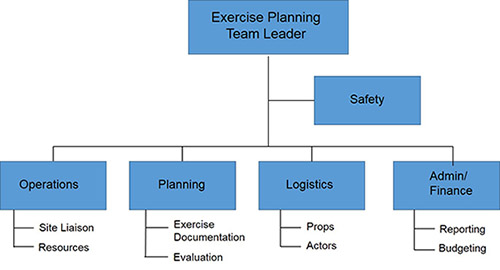 Exercise Planning
Team Leader
Safety
Operations
Site Liaison
Resources
Planning
Exercise
Documentation
Evaluation
Logistics
Props
Actors
Admin/
Finance
Reporting
Budgeting